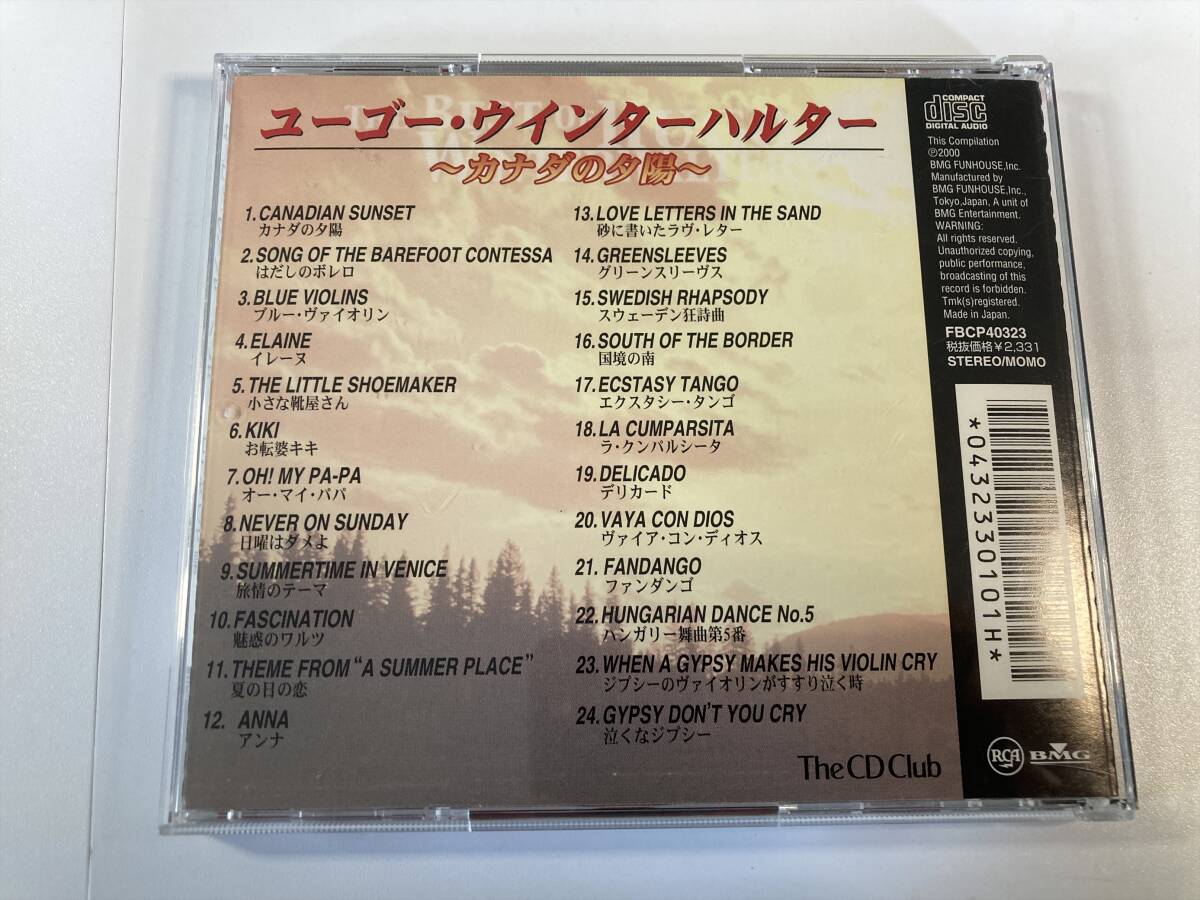 ユーゴー・ウインターハルター
～カナダの夕陽～
1.CANADIAN SUNSET
カナダの夕陽
2.SONG OF THE BAREFOOT CONTESSA
はだしのボレロ
3.BLUE VIOLINS
ブルー・ヴァイオリン
4.ELAINE
イレーヌ
5.THE LITTLE SHOEMAKER
小さな靴屋さん
6.KIKI
お転婆キキ
7.OH! MY PA-PA
オー・マイ・パパ
8.NEVER ON SUNDAY
日曜はダメよ
9.SUMMERTIME IN VENICE
旅情のテーマ
10.FASCINATION
魅惑のワルツ
11.THEME FROM “A SUMMER PLACE”
夏の日の恋
12. ANNA
アンナ
13.LOVE LETTERS IN THE SAND
砂に書いたラヴ・レター
14.GREENSLEEVES
グリーンスリーヴス
15.SWEDISH RHAPSODY
スウェーデン狂詩曲
16.SOUTH OF THE BORDER
国境の南
17.ECSTASY TANGO
エクスタシー・タンゴ
18.LA CUMPARSITA
ラ・クンパルシータ
19.DELICADO
デリカード
20.VAYA CON DIOS
ヴァイア・コン・ディオス
21. FANDANGO
ファンダンゴ
22.HUNGARIAN DANCE No.5
ハンガリー舞曲第5番
23.WHEN A GYPSY MAKES HIS VIOLIN CRY
ジプシーのヴァイオリンがすすり泣く時
24.GYPSY DON'T YOU CRY
泣くなジプシー
The CD Club
COMPACT
disc
DIGITAL AUDIO
This Compilation
℗2000
BMG FUNHOUSE,Inc.
Manufactured by
BMG FUNHOUSE,Inc.,
Tokyo,Japan, A unit of
BMG Entertainment.
WARNING:
All rights reserved.
Unauthorized copying,
public performance,
broadcasting of this
record is forbidden.
Tmk(s)registered.
Made in Japan.
FBCP40323
税抜価格¥2,331
STEREO/MOMO
*0432330101H*
RCA BMG